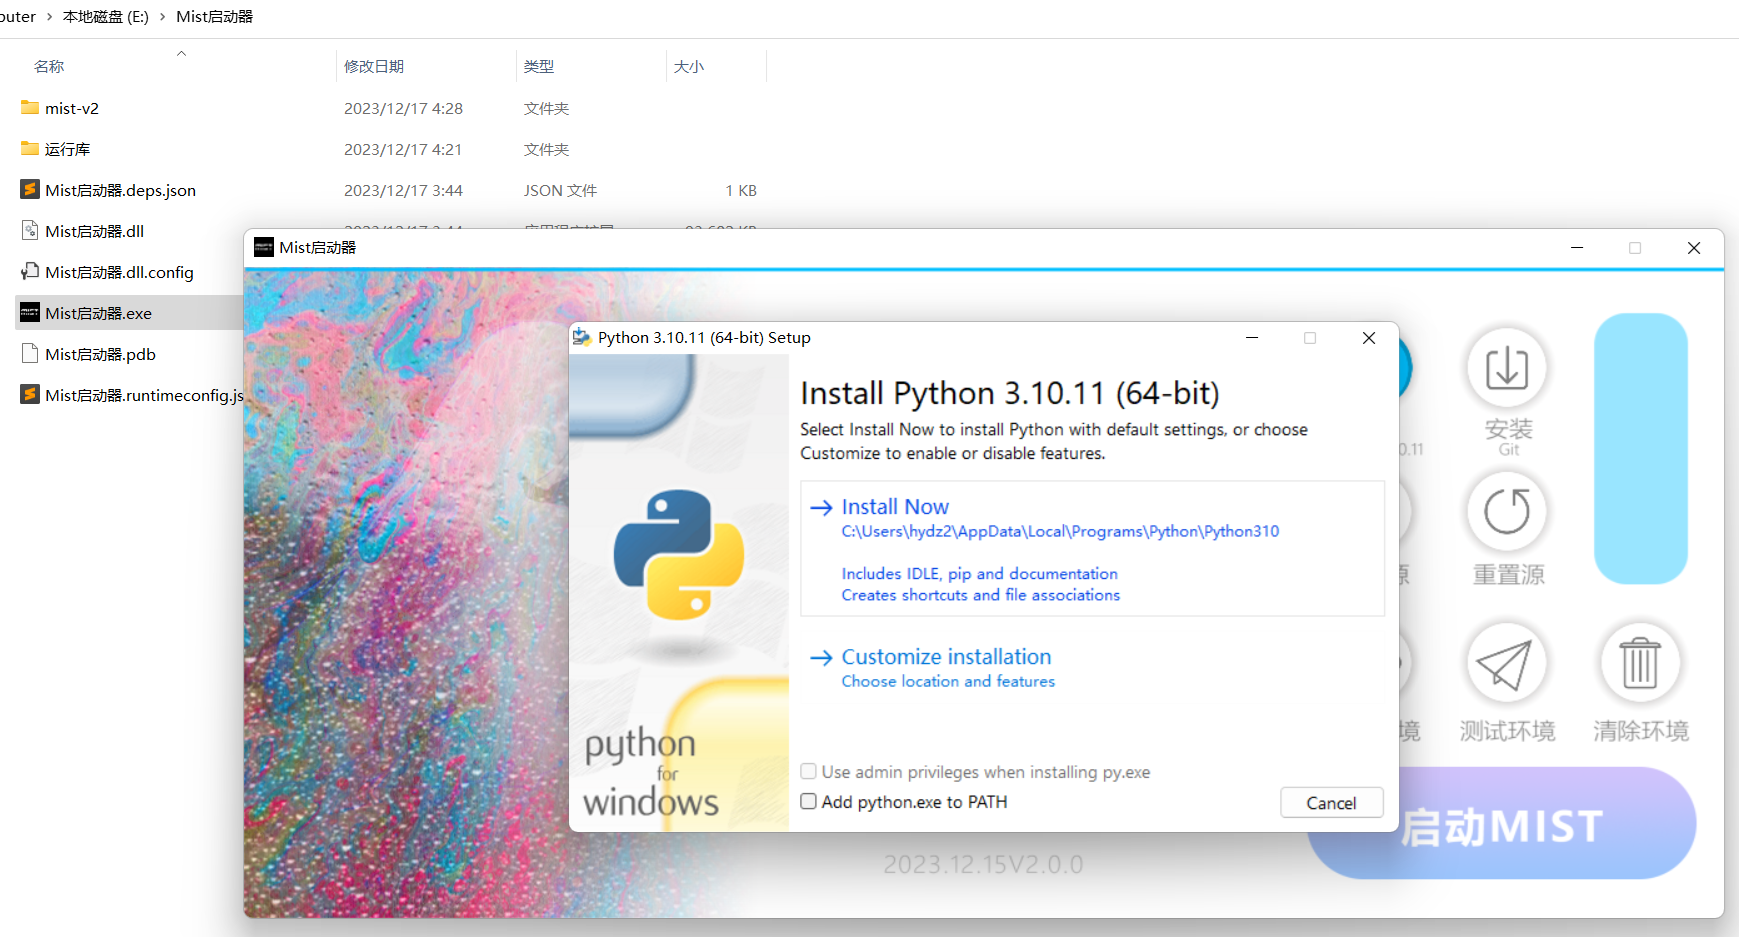 outer › 本地磁盘 (E:) › Mist启动器
名称 修改日期 类型 大小
mist-v2 2023/12/17 4:28 文件夹
运行库 2023/12/17 4:21 文件夹
Mist启动器.deps.json 2023/12/17 3:44 JSON 文件 1 KB
Mist启动器.dll
Mist启动器.dll.config
Mist启动器.exe
Mist启动器.pdb
Mist启动器.runtimeconfig.js
Mist启动器
Python 3.10.11 (64-bit) Setup
Install Python 3.10.11 (64-bit)
Select Install Now to install Python with default settings, or choose
Customize to enable or disable features.
Install Now
C:\Users\hydz2\AppData\Local\Programs\Python\Python310
Includes IDLE, pip and documentation
Creates shortcuts and file associations
Customize installation
Choose location and features
Use admin privileges when installing py.exe
Add python.exe to PATH
Cancel
python
for
windows
0.11
安装
Git
源
重置源
境
测试环境
清除环境
启动MIST
2023.12.15V2.0.0